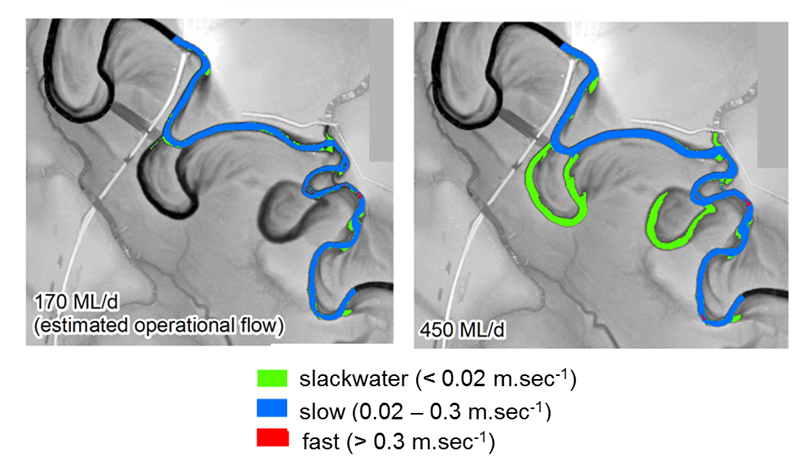 170 ML/d
(estimated operational flow)
450 ML/d
slackwater (< 0.02 m.sec⁻¹)
slow (0.02 – 0.3 m.sec⁻¹)
fast (> 0.3 m.sec⁻¹)